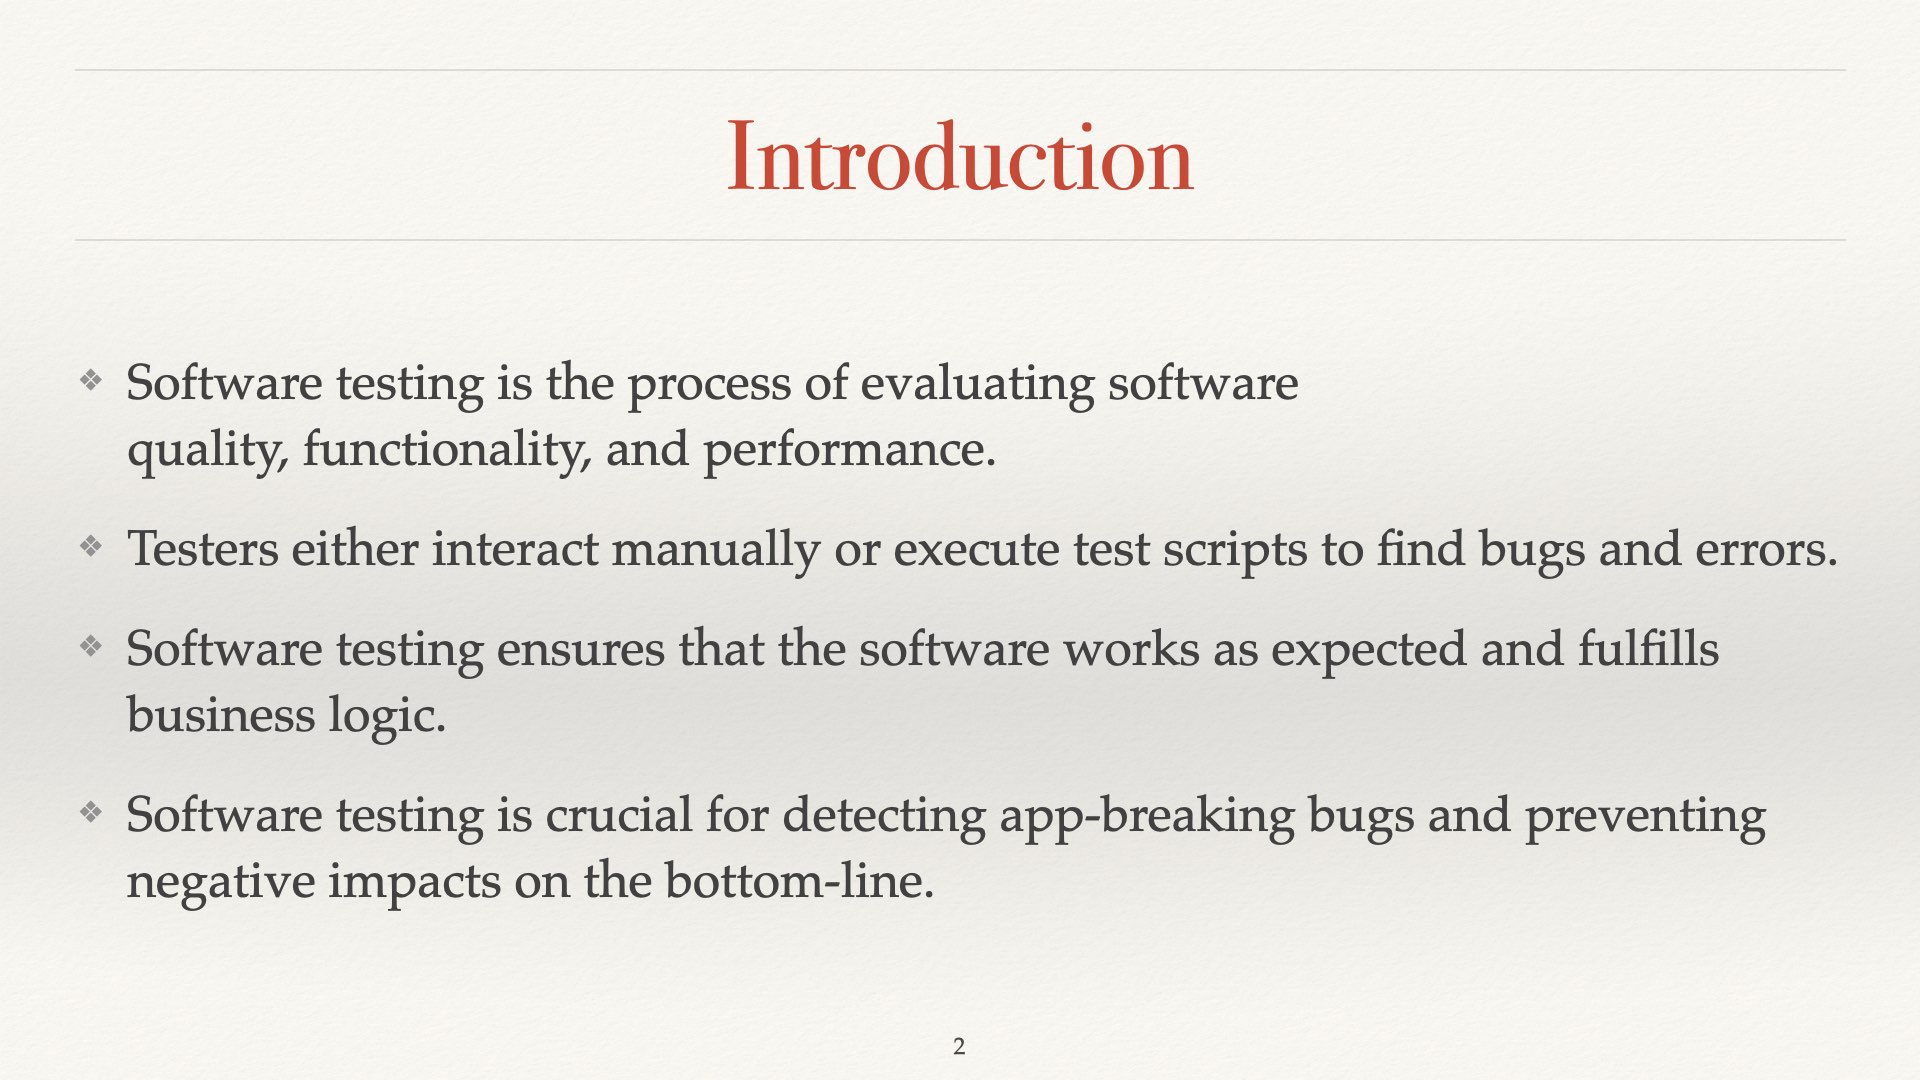 Introduction
❖ Software testing is the process of evaluating software
quality, functionality, and performance.
❖ Testers either interact manually or execute test scripts to find bugs and errors.
❖ Software testing ensures that the software works as expected and fulfills
business logic.
❖ Software testing is crucial for detecting app-breaking bugs and preventing
negative impacts on the bottom-line.
2